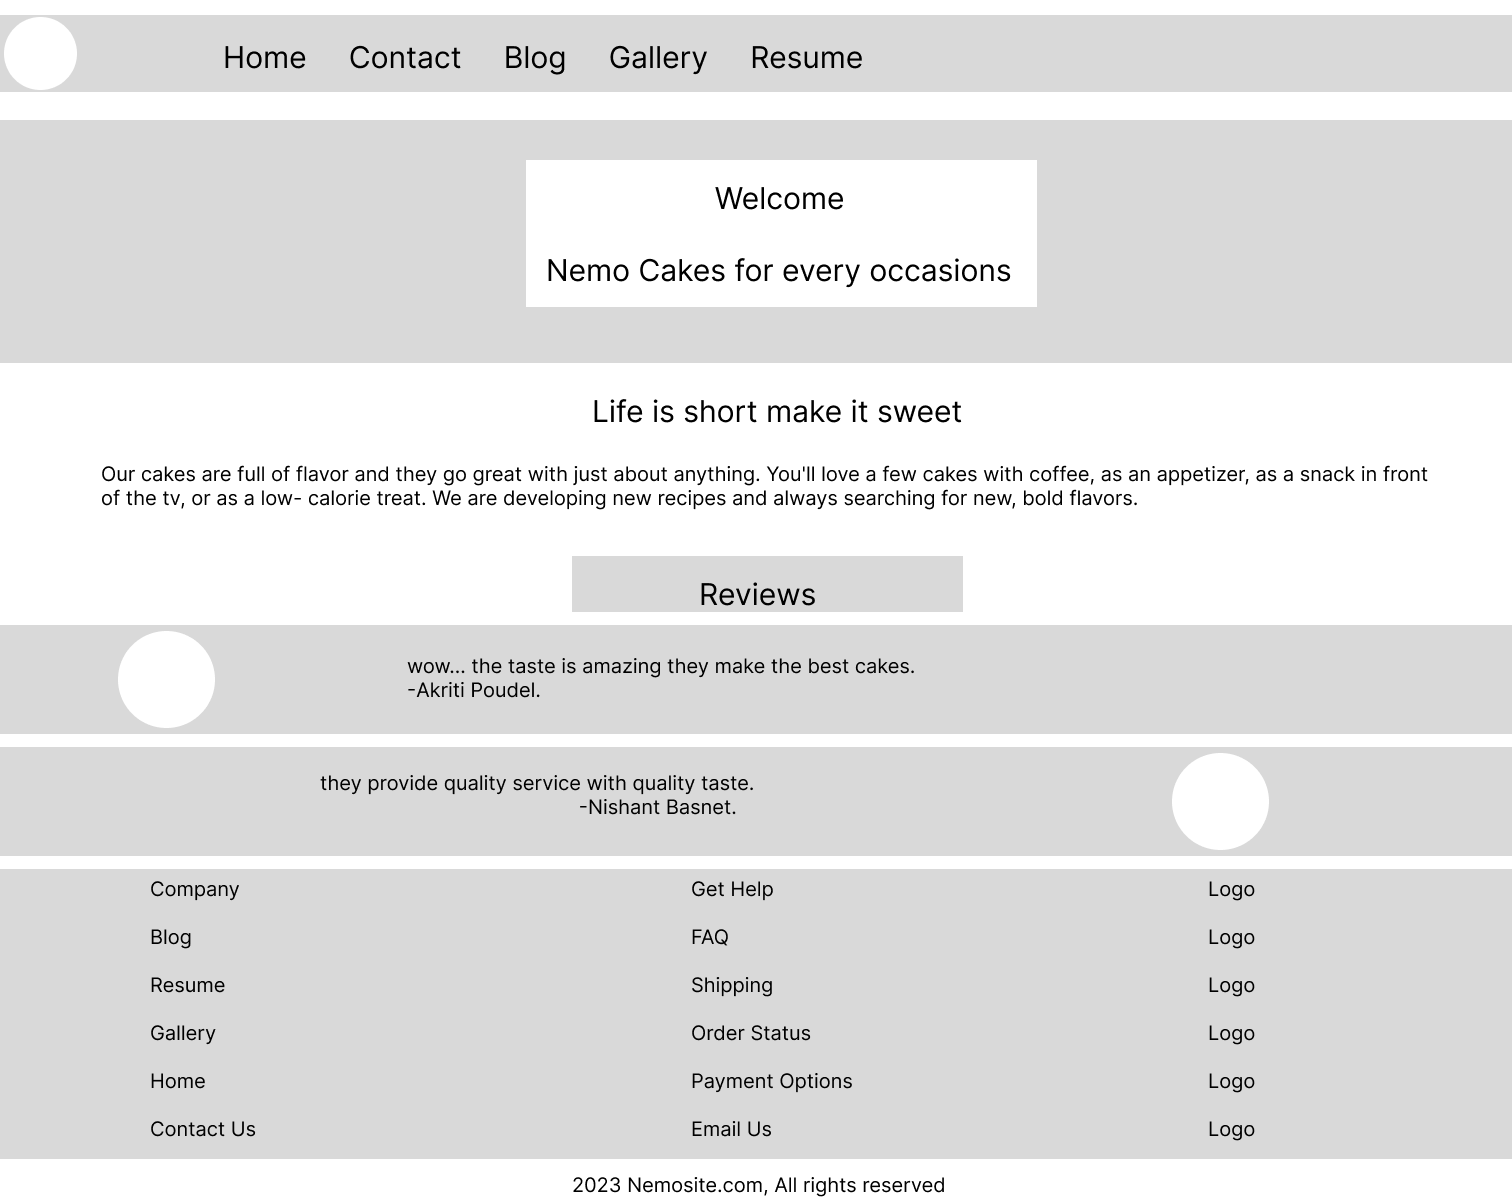 Home Contact Blog Gallery Resume
Welcome
Nemo Cakes for every occasions
Life is short make it sweet
Our cakes are full of flavor and they go great with just about anything. You'll love a few cakes with coffee, as an appetizer, as a snack in front
of the tv, or as a low- calorie treat. We are developing new recipes and always searching for new, bold flavors.
Reviews
wow... the taste is amazing they make the best cakes.
-Akriti Poudel.
they provide quality service with quality taste.
-Nishant Basnet.
Company
Blog
Resume
Gallery
Home
Contact Us
Get Help
FAQ
Shipping
Order Status
Payment Options
Email Us
Logo
Logo
Logo
Logo
Logo
Logo
2023 Nemosite.com, All rights reserved